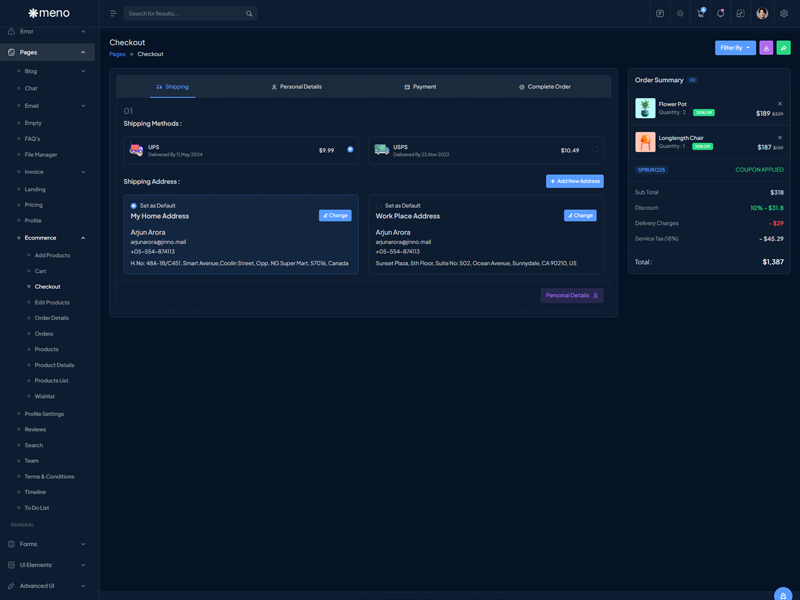 meno
Search for Results...
6
Error
Pages
Blog
Chat
Email
Empty
FAQ's
File Manager
Invoice
Landing
Pricing
Profile
Ecommerce
Add Products
Cart
Checkout
Edit Products
Order Details
Orders
Products
Product Details
Products List
Wishlist
Profile Settings
Reviews
Search
Team
Terms & Conditions
Timeline
To Do List
GENERAL
Forms
UI Elements
Advanced UI
Checkout
Pages » Checkout
Filter By
Shipping
Personal Details
Payment
Complete Order
01
Shipping Methods :
UPS
Delivered By 11,May 2024
$9.99
USPS
Delivered By 22,Nov 2022
$10.49
Shipping Address :
+ Add New Address
Set as Default
My Home Address
Change
Arjun Arora
arjunarora@jinno.mail
+05-554-874113
H.No: 48A-1B/C451, Smart Avenue,Coolin Street, Opp. NG Super Mart, 57016, Canada
Set as Default
Work Place Address
Change
Arjun Arora
arjunarora@jinno.mail
+05-554-874113
Sunset Plaza, 5th Floor, Suite No: 502, Ocean Avenue, Sunnydale, CA 90210, US
Personal Details
Order Summary 02
Flower Pot
Quantity : 2
$189
Longlength Chair
Quantity : 1
$187
SPRUKO25
COUPON APPLIED
Sub Total
$318
Discount
10% - $31.8
Delivery Charges
- $29
Service Tax (18%)
- $45.29
Total :
$1,387